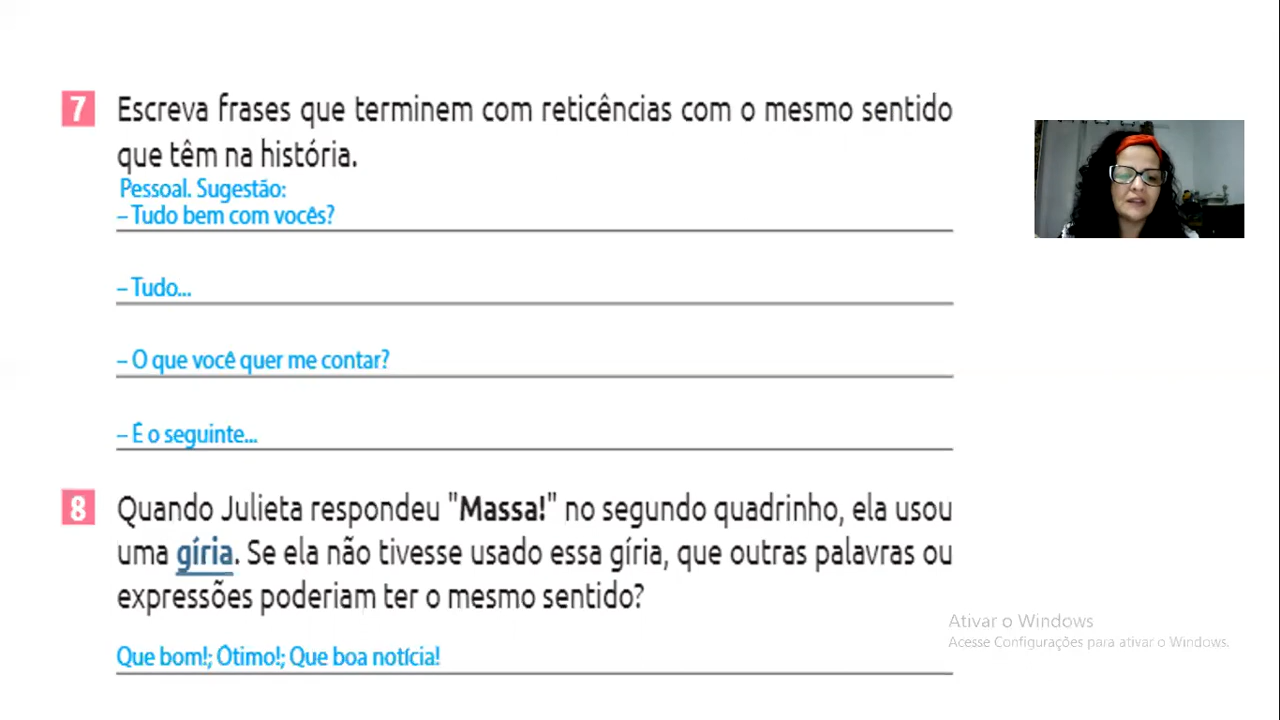 7 Escreva frases que terminem com reticências com o mesmo sentido
que têm na história.
Pessoal. Sugestão:
– Tudo bem com vocês?
– Tudo...
– O que você quer me contar?
– É o seguinte...
8 Quando Julieta respondeu "Massa!" no segundo quadrinho, ela usou
uma gíria. Se ela não tivesse usado essa gíria, que outras palavras ou
expressões poderiam ter o mesmo sentido?
Que bom!; Ótimo!; Que boa notícia!
Ativar o Windows
Acesse Configurações para ativar o Windows.